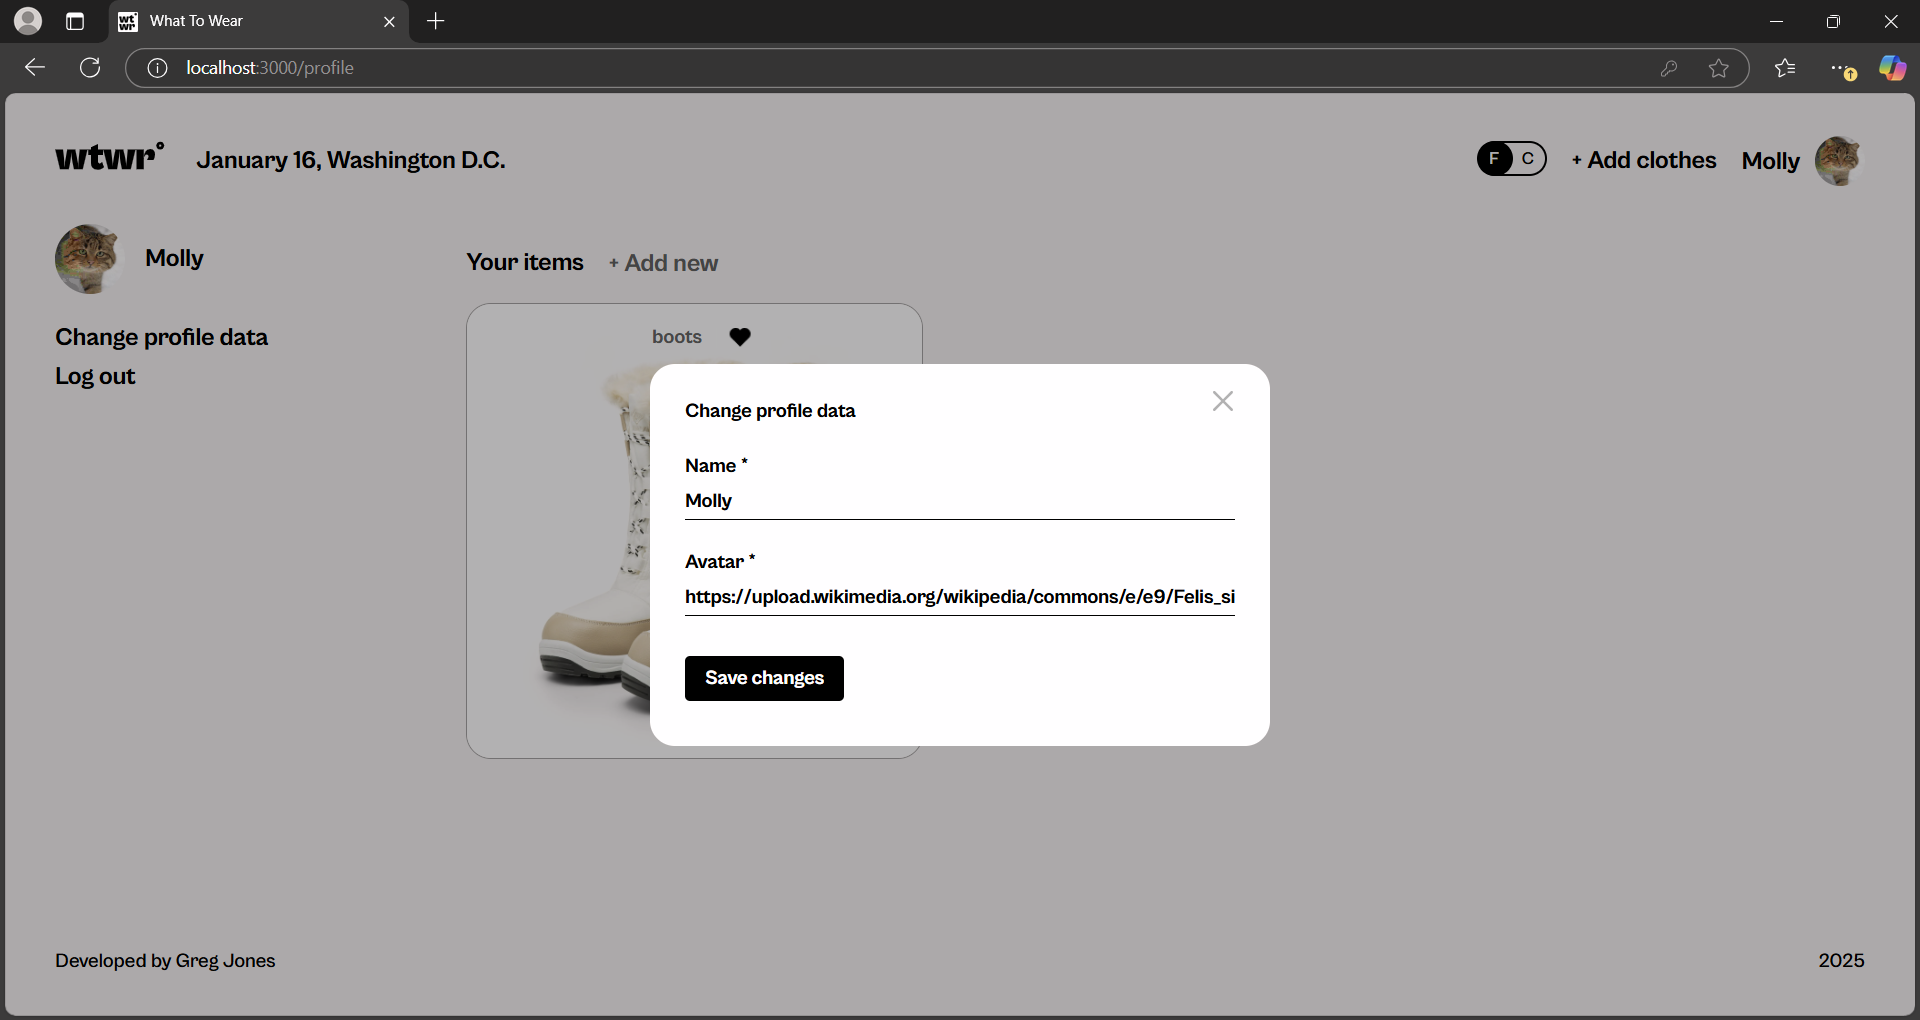 wt wr What To Wear
localhost:3000/profile
wtwr° January 16, Washington D.C. F C + Add clothes Molly
Molly
Change profile data
Log out
Your items + Add new
boots
Change profile data
Name *
Molly
Avatar *
https://upload.wikimedia.org/wikipedia/commons/e/e9/Felis_si
Save changes
Developed by Greg Jones 2025